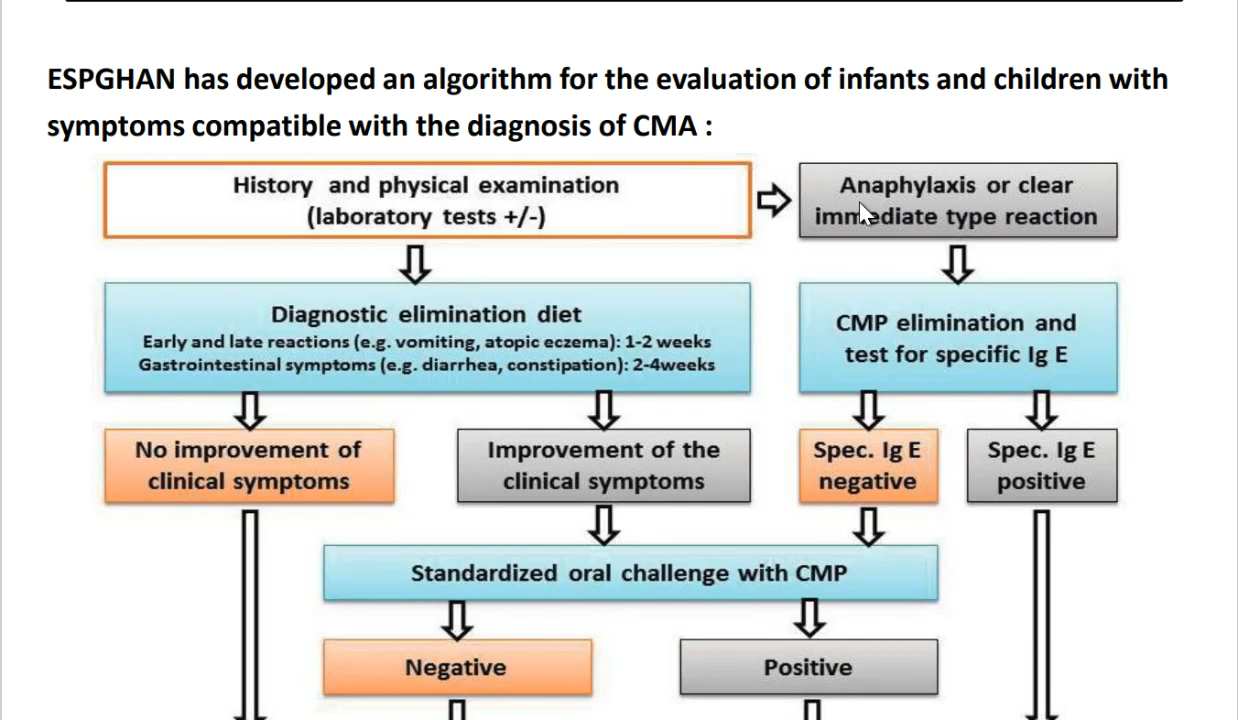 ESPGHAN has developed an algorithm for the evaluation of infants and children with
symptoms compatible with the diagnosis of CMA :
History and physical examination
(laboratory tests +/-)
Anaphylaxis or clear
immediate type reaction
Diagnostic elimination diet
Early and late reactions (e.g. vomiting, atopic eczema): 1-2 weeks
Gastrointestinal symptoms (e.g. diarrhea, constipation): 2-4weeks
CMP elimination and
test for specific Ig E
No improvement of
clinical symptoms
Improvement of the
clinical symptoms
Spec. Ig E
negative
Spec. Ig E
positive
Standardized oral challenge with CMP
Negative
Positive